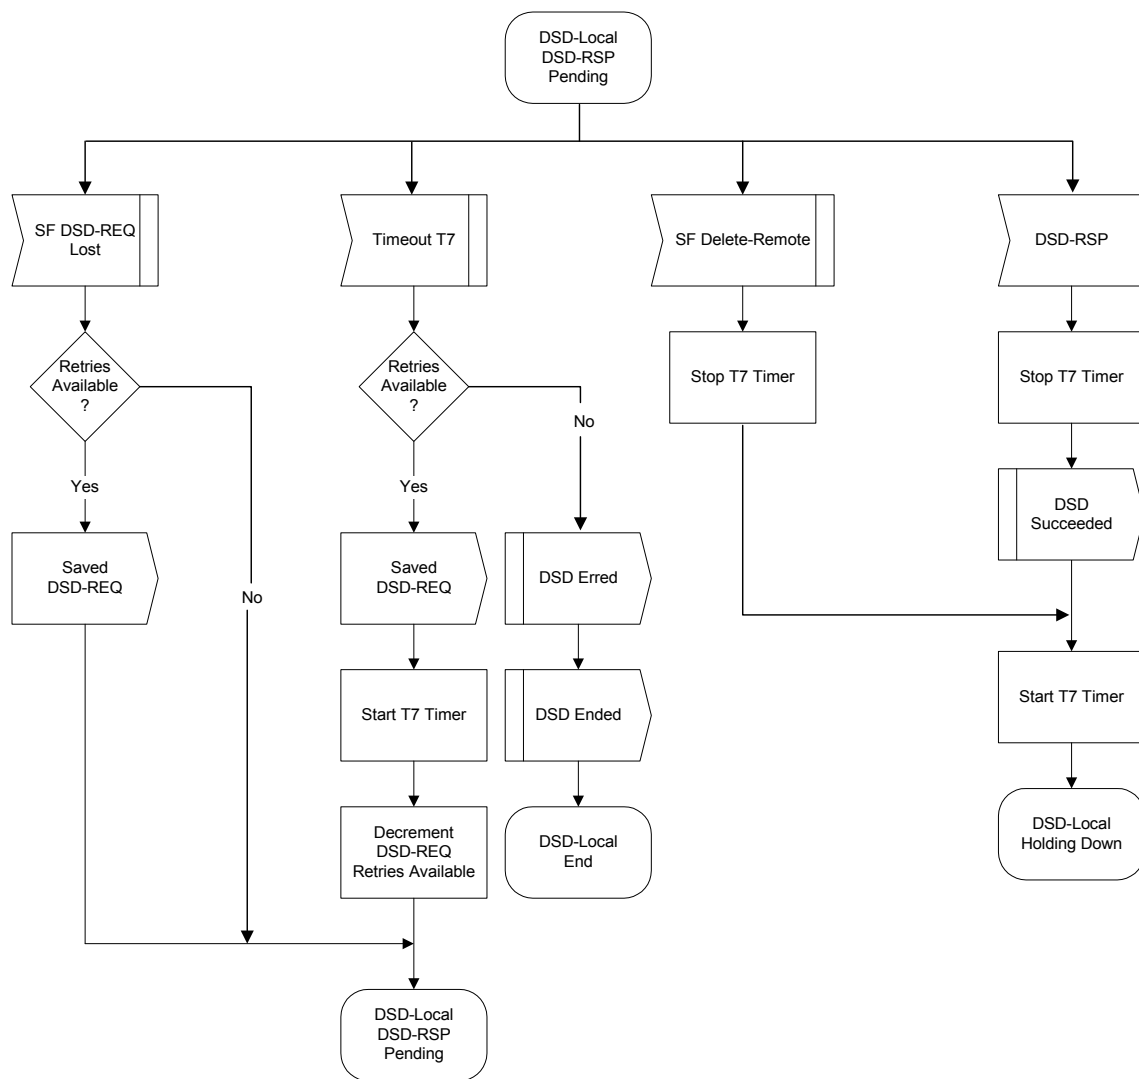 DSD-Local
DSD-RSP
Pending
SF DSD-REQ
Lost
Timeout T7
SF Delete-Remote
DSD-RSP
Retries
Available
?
Retries
Available
?
Stop T7 Timer
Stop T7 Timer
No
Yes
Yes
DSD
Succeeded
Saved
DSD-REQ
No
Saved
DSD-REQ
DSD Erred
Start T7 Timer
DSD Ended
Start T7 Timer
Decrement
DSD-REQ
Retries Available
DSD-Local
End
DSD-Local
Holding Down
DSD-Local
DSD-RSP
Pending